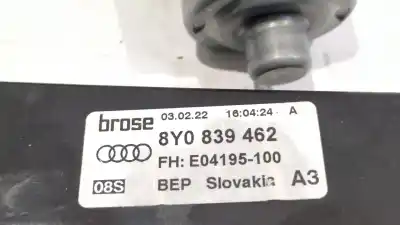 brose 03.02.22 16:04:24 A
8Y0 839 462
FH: E04195-100
08S BEP Slovakia A3